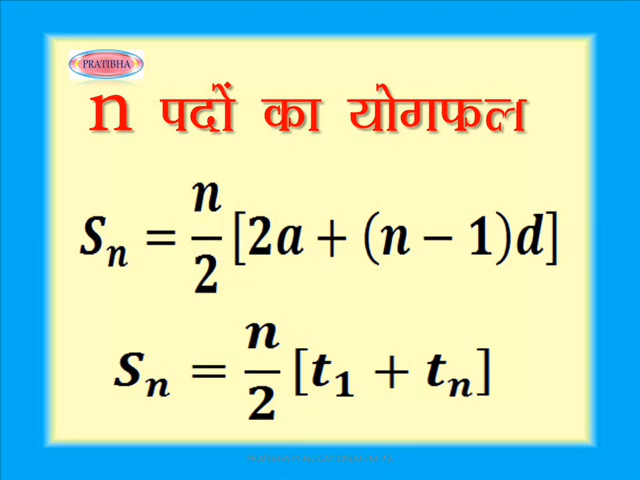 PRATIBHA
n पदों का योगफल
Sₙ = n/2 [2a + (n − 1)d]
Sₙ = n/2 [t₁ + tₙ]